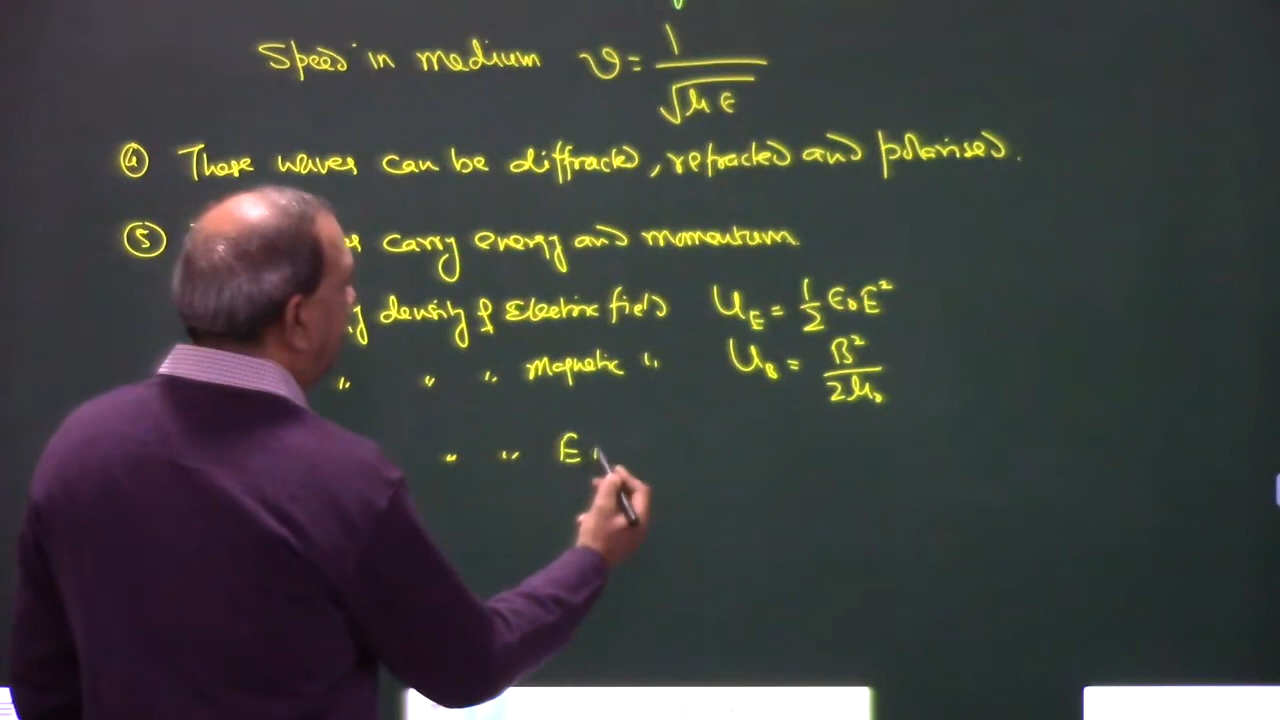 Speed in medium v = 1/√με
④ These waves can be diffracted, refracted and polarised.
⑤ carry energy and momentum.
density of Electric field U_E = 1/2 ε₀E²
" " " Magnetic " U_B = B²/2μ₀
" " E